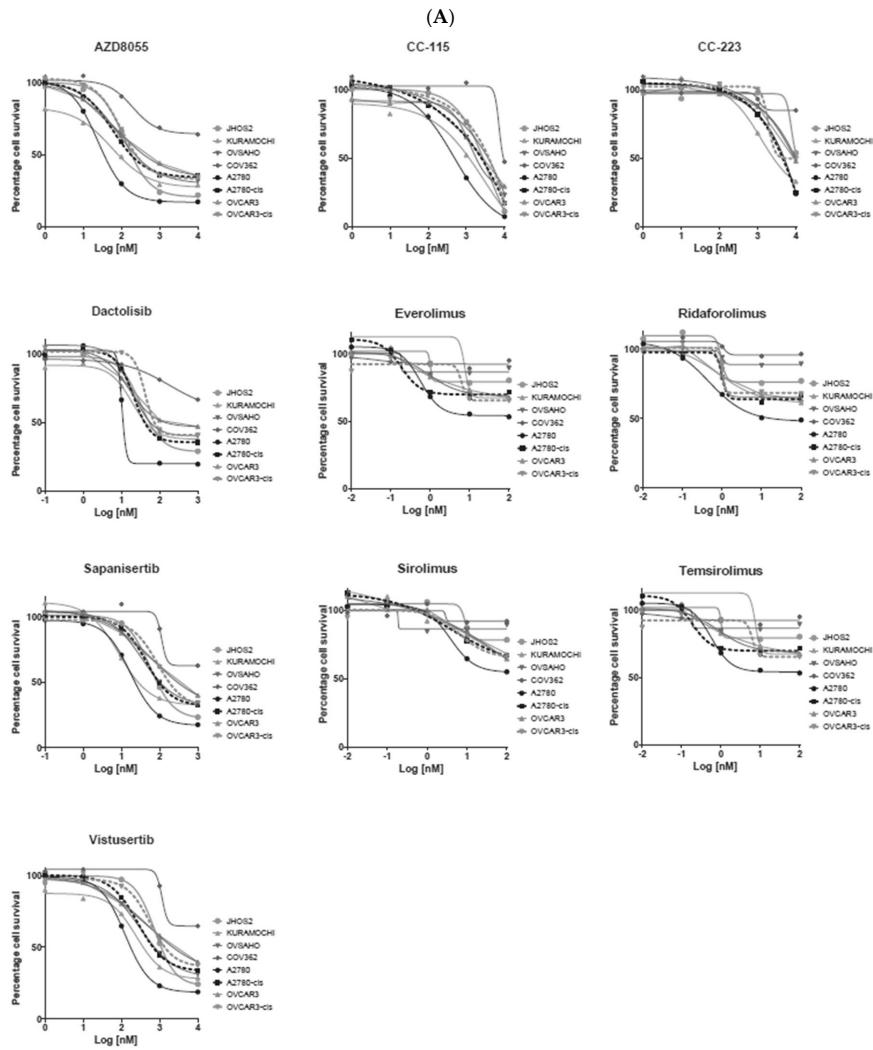 (A)
AZD8055
Percentage cell survival
100
50
0
0 1 2 3 4
Log [nM]
JHOS2
KURAMOCHI
OVSAHO
COV362
A2780
A2780-cis
OVCAR3
OVCAR3-cis
CC-115
Percentage cell survival
100
50
0
0 1 2 3 4
Log [nM]
JHOS2
KURAMOCHI
OVSAHO
COV362
A2780
A2780-cis
OVCAR3
OVCAR3-cis
CC-223
Percentage cell survival
100
50
0
0 1 2 3 4
Log [nM]
JHOS2
KURAMOCHI
OVSAHO
COV362
A2780
A2780-cis
OVCAR3
OVCAR3-cis
Dactolisib
Percentage cell survival
100
50
0
-1 0 1 2 3
Log [nM]
JHOS2
KURAMOCHI
OVSAHO
COV362
A2780
A2780-cis
OVCAR3
OVCAR3-cis
Everolimus
Percentage cell survival
100
50
0
-2 -1 0 1 2
Log [nM]
JHOS2
KURAMOCHI
OVSAHO
COV362
A2780
A2780-cis
OVCAR3
OVCAR3-cis
Ridaforolimus
Percentage cell survival
100
50
0
-2 -1 0 1 2
Log [nM]
JHOS2
KURAMOCHI
OVSAHO
COV362
A2780
A2780-cis
OVCAR3
OVCAR3-cis
Sapanisertib
Percentage cell survival
100
50
0
-1 0 1 2 3
Log [nM]
JHOS2
KURAMOCHI
OVSAHO
COV362
A2780
A2780-cis
OVCAR3
OVCAR3-cis
Sirolimus
Percentage cell survival
100
50
0
-2 -1 0 1 2
Log [nM]
JHOS2
KURAMOCHI
OVSAHO
COV362
A2780
A2780-cis
OVCAR3
OVCAR3-cis
Temsirolimus
Percentage cell survival
100
50
0
-2 -1 0 1 2
Log [nM]
JHOS2
KURAMOCHI
OVSAHO
COV362
A2780
A2780-cis
OVCAR3
OVCAR3-cis
Vistusertib
Percentage cell survival
100
50
0
0 1 2 3 4
Log [nM]
JHOS2
KURAMOCHI
OVSAHO
COV362
A2780
A2780-cis
OVCAR3
OVCAR3-cis